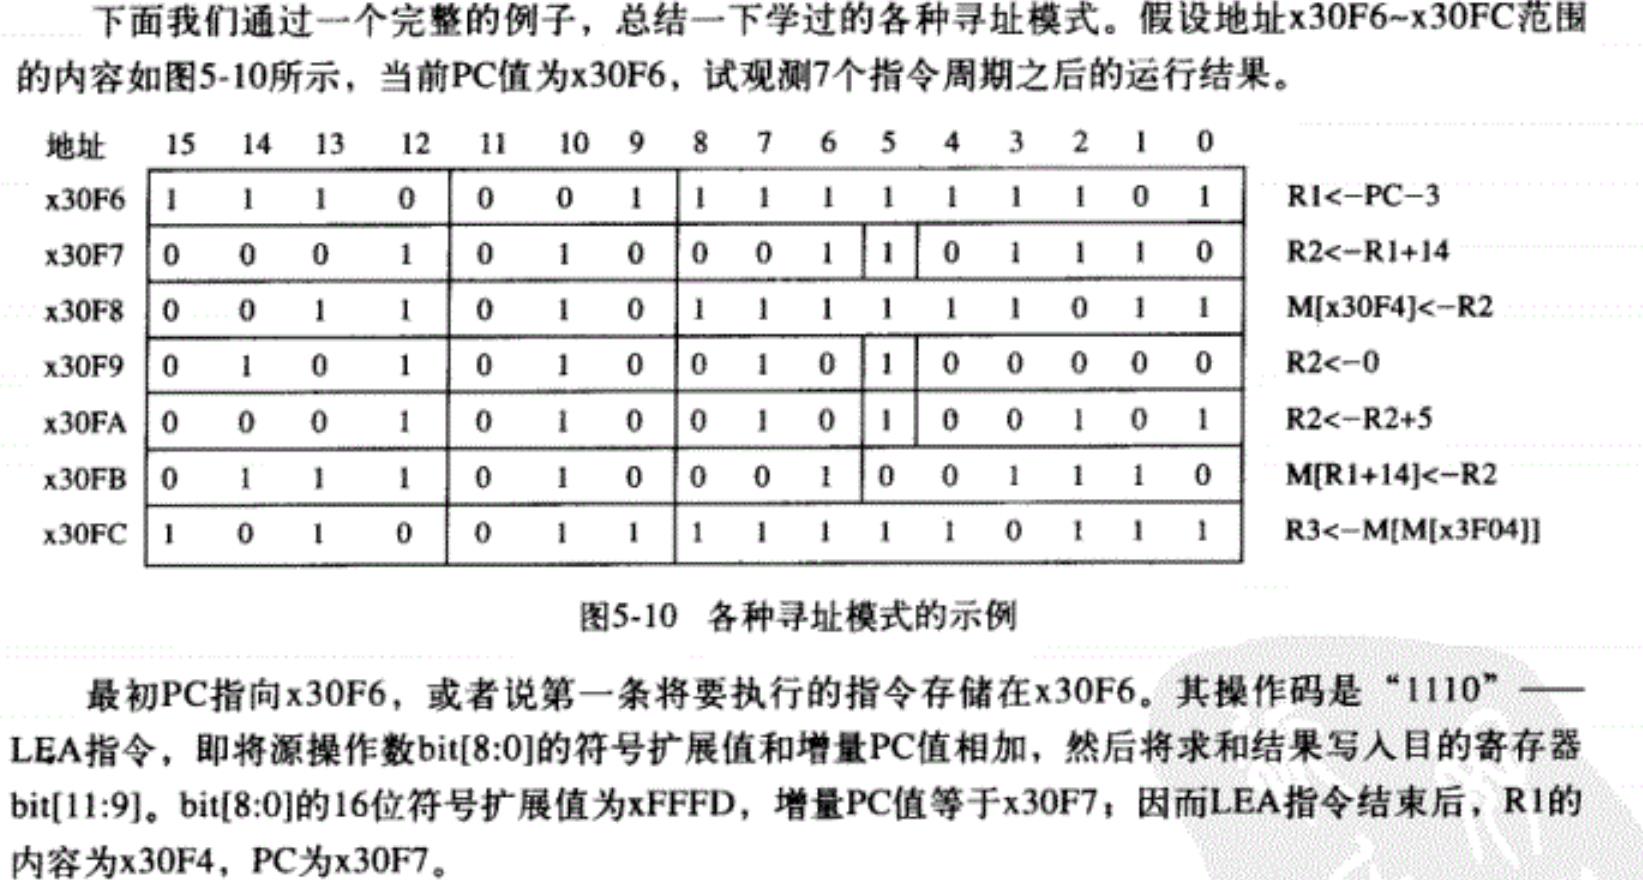 下面我们通过一个完整的例子，总结一下学过的各种寻址模式。假设地址x30F6~x30FC范围
的内容如图5-10所示，当前PC值为x30F6，试观测7个指令周期之后的运行结果。
地址 15 14 13 12 11 10 9 8 7 6 5 4 3 2 1 0
x30F6 1 1 1 0 0 0 1 1 1 1 1 1 1 1 0 1 R1<-PC-3
x30F7 0 0 0 1 0 1 0 0 0 1 1 0 1 1 1 0 R2<-R1+14
x30F8 0 0 1 1 0 1 0 1 1 1 1 1 1 0 1 1 M[x30F4]<-R2
x30F9 0 1 0 1 0 1 0 0 1 0 1 0 0 0 0 0 R2<-0
x30FA 0 0 0 1 0 1 0 0 1 0 1 0 0 1 0 1 R2<-R2+5
x30FB 0 1 1 1 0 1 0 0 0 1 0 0 1 1 1 0 M[R1+14]<-R2
x30FC 1 0 1 0 0 1 1 1 1 1 1 1 0 1 1 1 R3<-M[M[x3F04]]
图5-10 各种寻址模式的示例
最初PC指向x30F6，或者说第一条将要执行的指令存储在x30F6。其操作码是“1110”——
LEA指令，即将源操作数bit[8:0]的符号扩展值和增量PC值相加，然后将求和结果写入目的寄存器
bit[11:9]。bit[8:0]的16位符号扩展值为xFFFD，增量PC值等于x30F7；因而LEA指令结束后，R1的
内容为x30F4，PC为x30F7。